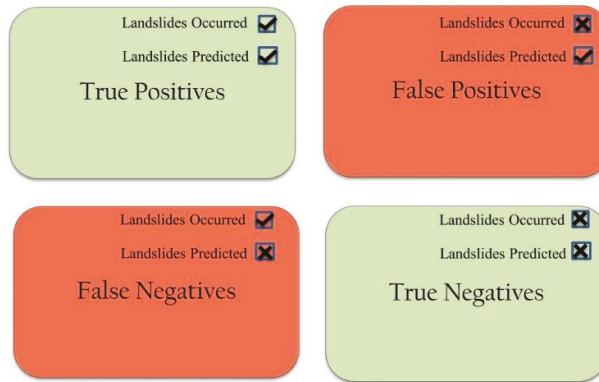 Landslides Occurred
Landslides Predicted
True Positives
Landslides Occurred
Landslides Predicted
False Positives
Landslides Occurred
Landslides Predicted
False Negatives
Landslides Occurred
Landslides Predicted
True Negatives